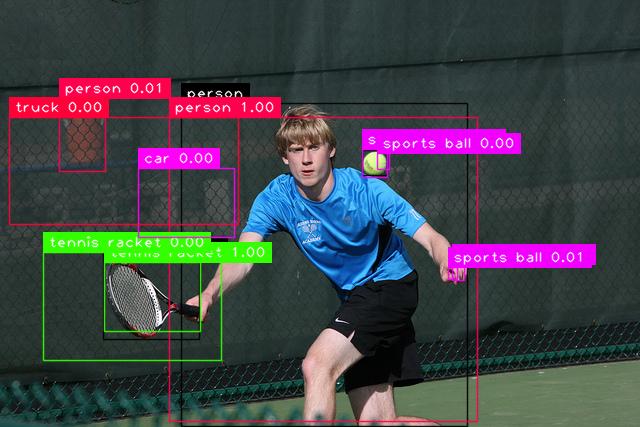 person 0.01
person
truck 0.00
person 1.00
s
sports ball 0.00
car 0.00
tennis racket 0.00
tennis racket 1.00
sports ball 0.01
ACADEMY